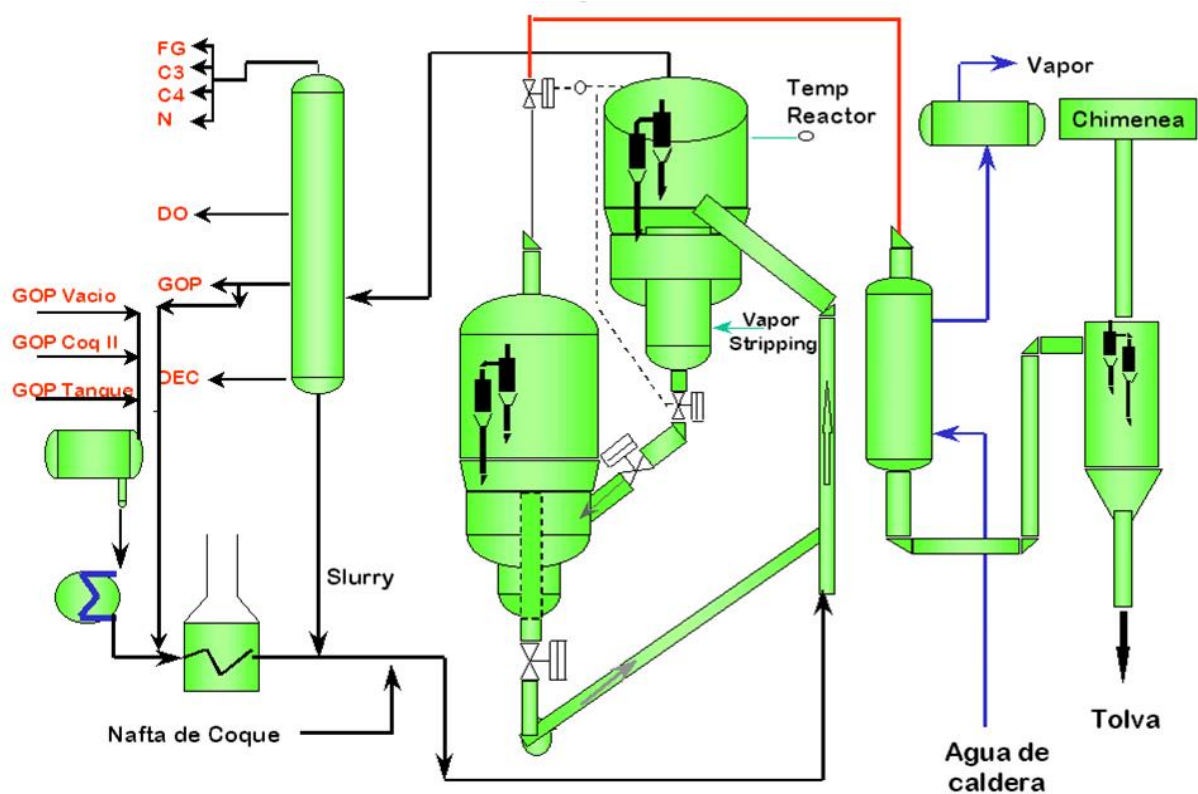 FG
C3
C4
N
Temp
Reactor
Vapor
Chimenea
DO
GOP
GOP Vacio
GOP Coq II
GOP Tanque
DEC
Vapor
Stripping
Slurry
Nafta de Coque
Tolva
Agua de
caldera